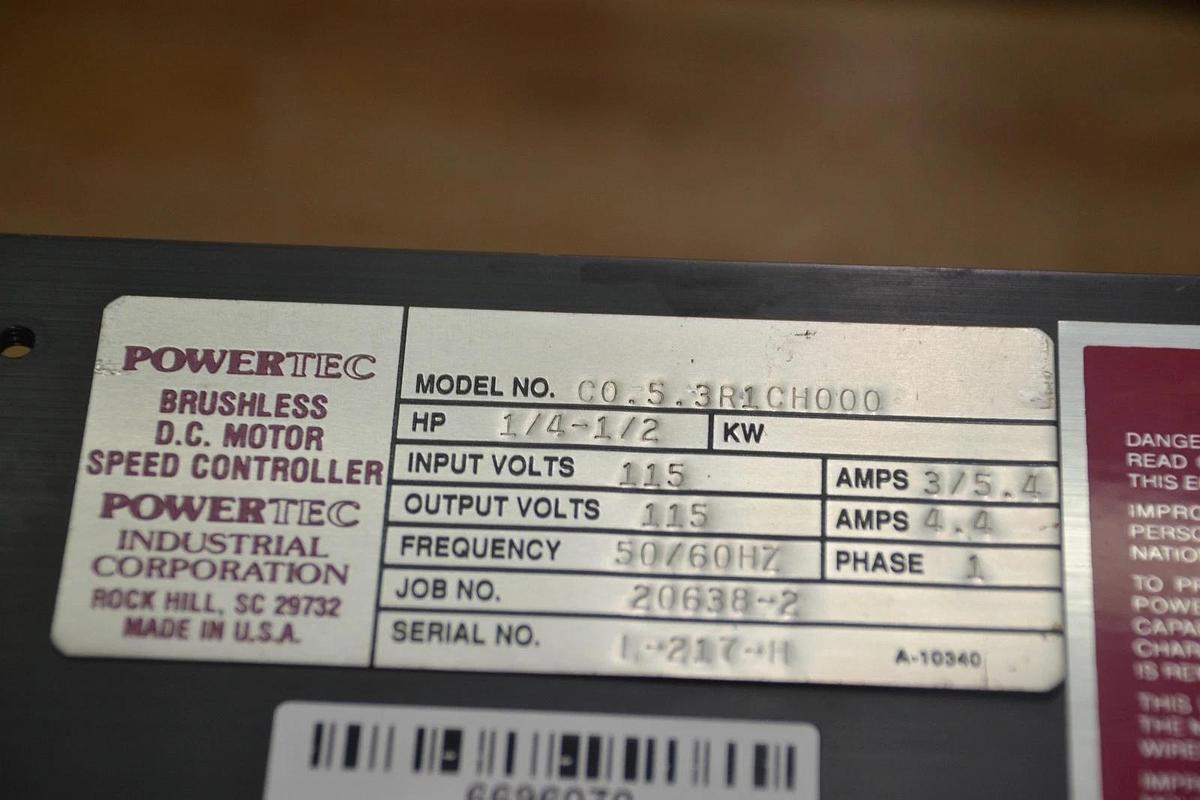 POWERTEC
BRUSHLESS
D.C. MOTOR
SPEED CONTROLLER
POWERTEC
INDUSTRIAL
CORPORATION
ROCK HILL, SC 29732
MADE IN U.S.A.
MODEL NO. C0.5.3R1CH000
HP 1/4-1/2 KW
INPUT VOLTS 115 AMPS 3/5.4
OUTPUT VOLTS 115 AMPS 4.4
FREQUENCY 50/60HZ PHASE 1
JOB NO. 20638-2
SERIAL NO. L-217-H A-10340
DANGE
READ
THIS E
IMPRO
PERSO
NATIO
TO PR
POWE
CAPA
CHAR
IS RE
THIS
THE
WIRE
IMPR